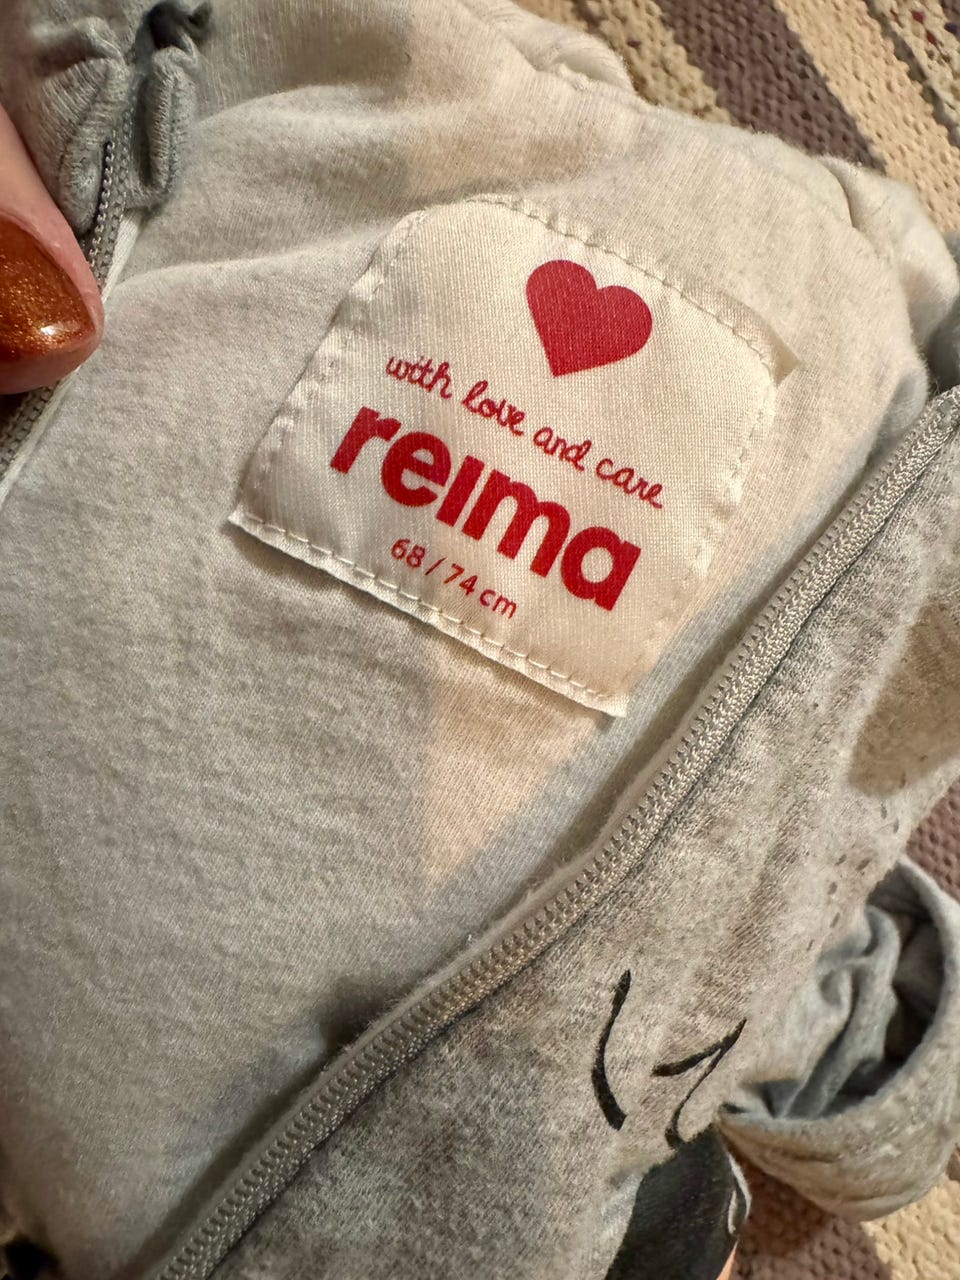 with love and care
reima
68 / 74 cm